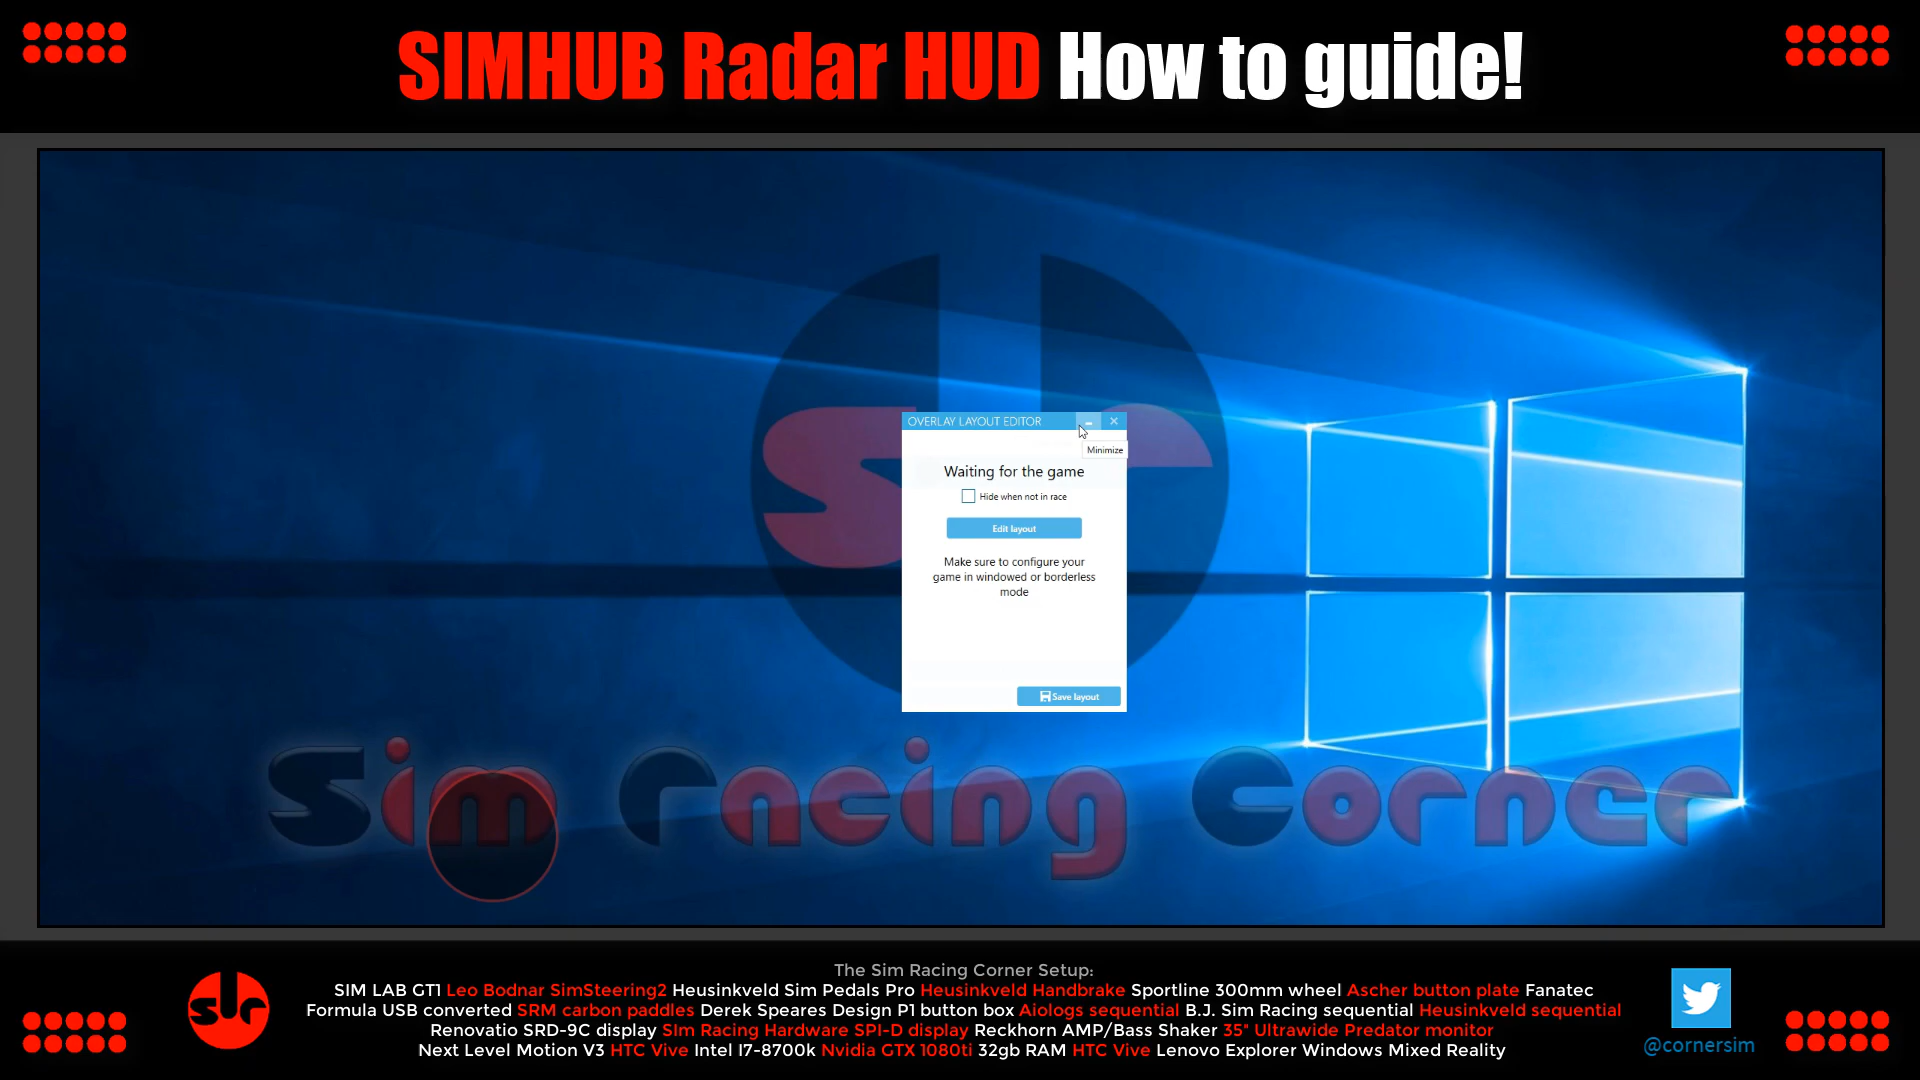 SIMHUB Radar HUD How to guide!
OVERLAY LAYOUT EDITOR
Minimize
Waiting for the game
Hide when not in race
Edit layout
Make sure to configure your
game in windowed or borderless
mode
Save layout
Sim Racing Corner
The Sim Racing Corner Setup:
SIM LAB GT1 Leo Bodnar SimSteering2 Heusinkveld Sim Pedals Pro Heusinkveld Handbrake Sportline 300mm wheel Ascher button plate Fanatec
Formula USB converted SRM carbon paddles Derek Speares Design P1 button box Aiologs sequential B.J. Sim Racing sequential Heusinkveld sequential
Renovatio SRD-9C display SIm Racing Hardware SPI-D display Reckhorn AMP/Bass Shaker 35" Ultrawide Predator monitor
Next Level Motion V3 HTC Vive Intel I7-8700k Nvidia GTX 1080ti 32gb RAM HTC Vive Lenovo Explorer Windows Mixed Reality
@cornersim